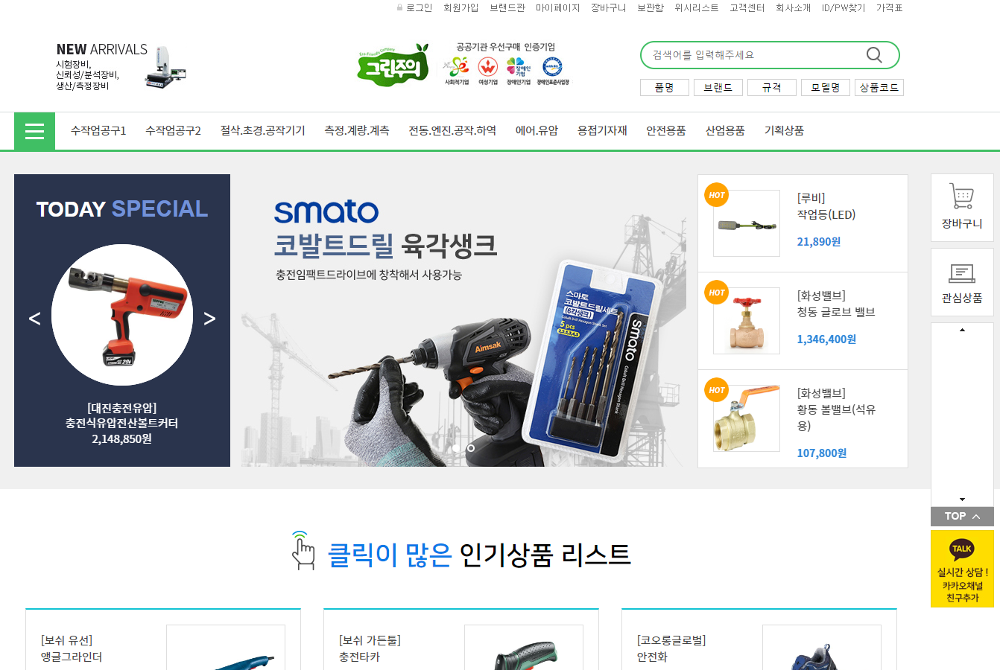 로그인 회원가입 브랜드관 마이페이지 장바구니 보관함 위시리스트 고객센터 회사소개 ID/PW찾기 가격표
NEW ARRIVALS
시험장비,
신뢰성/분석장비,
생산/측정장비
Eco-Friendly Company
그린주의
공공기관 우선구매 인증기업
사회적기업 여성기업 장애인기업 장애인표준사업장
장애인
기업
검색어를 입력해주세요
품명 브랜드 규격 모델명 상품코드
수작업공구1 수작업공구2 절삭.초경.공작기기 측정.계량.계측 전동.엔진.공작.하역 에어.유압 용접기자재 안전용품 산업용품 기획상품
TODAY SPECIAL
< >
[대진충전유압]
충전식유압전산볼트커터
2,148,850원
smato
코발트드릴 육각생크
충전임팩트드라이브에 창착해서 사용가능
Aimsak
스마토
코발트드릴세트
(6각생크)
Cobalt Drill Hexagon Shank Set
5 pcs
smato
Cobalt Drill Hexagon Shank
HOT
[루비]
작업등(LED)
21,890원
HOT
[화성밸브]
청동 글로브 밸브
1,346,400원
HOT
[화성밸브]
황동 볼밸브(석유
용)
107,800원
장바구니
관심상품
TOP
TALK
실시간 상담 !
카카오채널
친구추가
클릭이 많은 인기상품 리스트
[보쉬 유선]
앵글그라인더
[보쉬 가든툴]
충전타카
[코오롱글로벌]
안전화